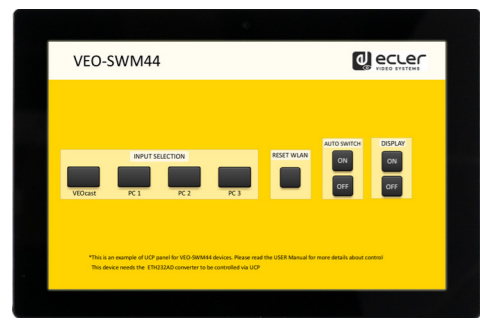 VEO-SWM44
ecler
VIDEO SYSTEMS
INPUT SELECTION
VEOcast
PC 1
PC 2
PC 3
RESET WLAN
AUTO SWITCH
ON
OFF
DISPLAY
ON
OFF
*This is an example of UCP panel for VEO-SWM44 devices. Please read the USER Manual for more details about control
This device needs the ETH232AD converter to be controlled via UCP